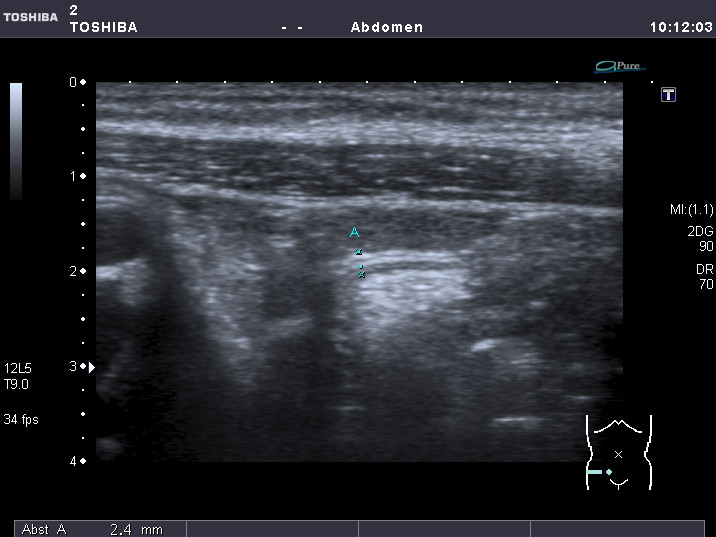 TOSHIBA
2
TOSHIBA - - Abdomen 10:12:03
aPure
T
0
1
2
3
4
A
MI:(1.1)
2DG
90
DR
70
12L5
T9.0
34 fps
Abst A 2.4 mm